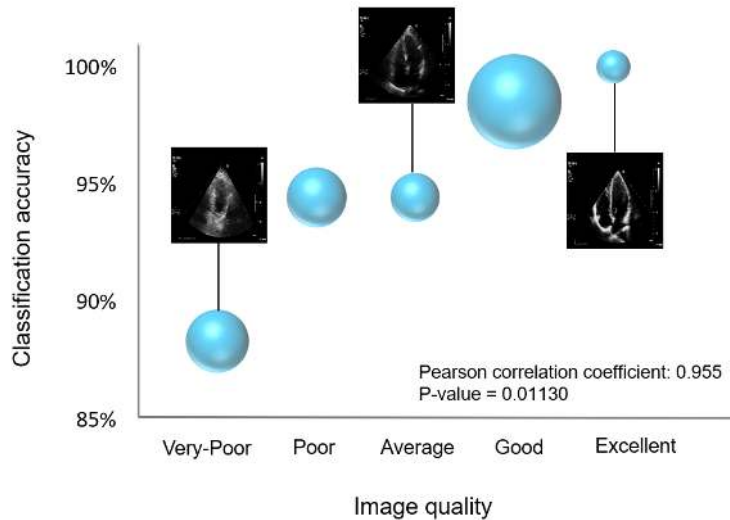 100%
95%
90%
85%
Classification accuracy
Pearson correlation coefficient: 0.955
P-value = 0.01130
Very-Poor Poor Average Good Excellent
Image quality